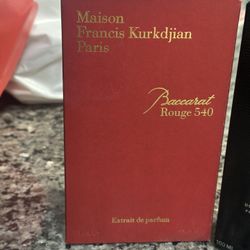 Maison
Francis Kurkdjian
Paris
Baccarat
Rouge 540
Extrait de parfum